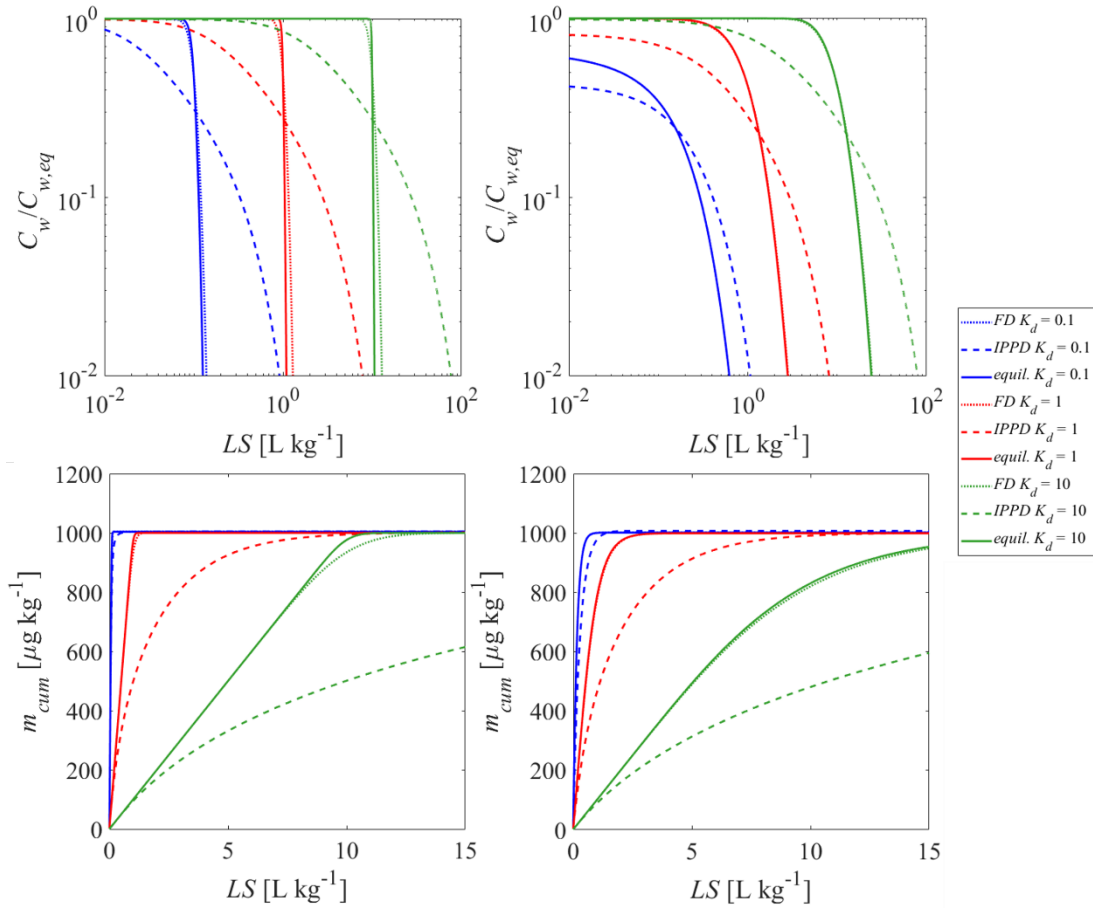 10^0
10^-1
10^-2
C_w/C_w,eq
10^-2 10^0 10^2
LS [L kg^-1]
10^0
10^-1
10^-2
C_w/C_w,eq
10^-2 10^0 10^2
LS [L kg^-1]
FD K_d = 0.1
IPPD K_d = 0.1
equil. K_d = 0.1
FD K_d = 1
IPPD K_d = 1
equil. K_d = 1
FD K_d = 10
IPPD K_d = 10
equil. K_d = 10
1200
1000
800
600
400
200
0
m_cum [μg kg^-1]
0 5 10 15
LS [L kg^-1]
1200
1000
800
600
400
200
0
m_cum [μg kg^-1]
0 5 10 15
LS [L kg^-1]